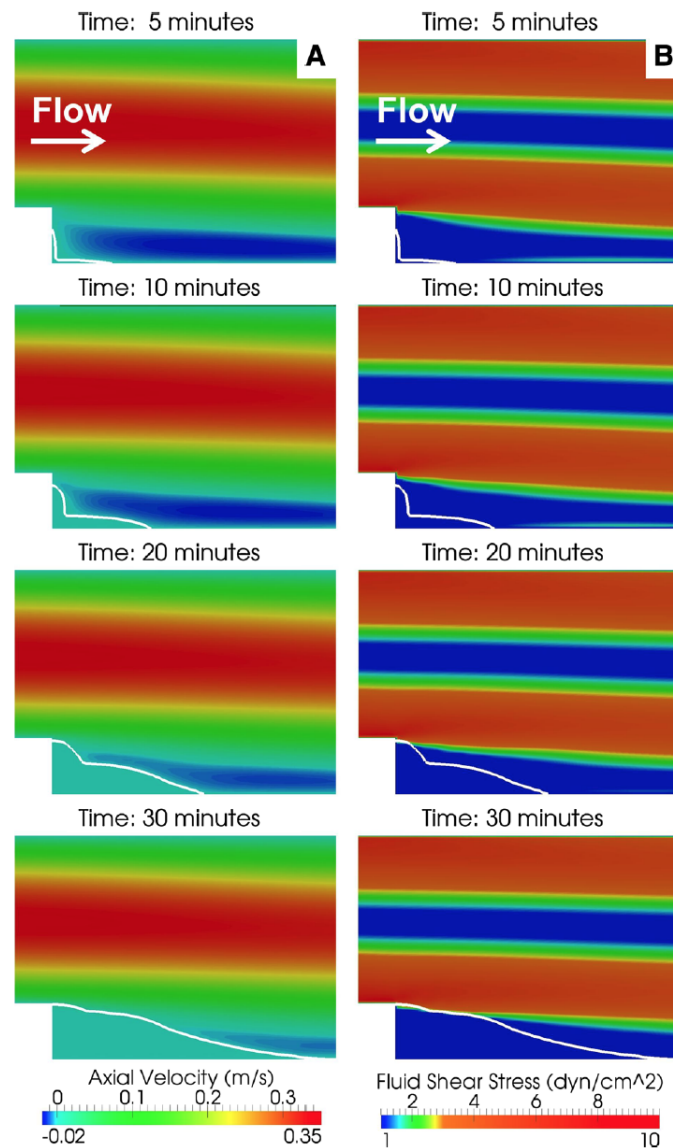 Time: 5 minutes
A
Flow
Time: 5 minutes
B
Flow
Time: 10 minutes
Time: 10 minutes
Time: 20 minutes
Time: 20 minutes
Time: 30 minutes
Time: 30 minutes
Axial Velocity (m/s)
0 0.1 0.2 0.3
-0.02 0.35
Fluid Shear Stress (dyn/cm^2)
2 4 6 8
1 10